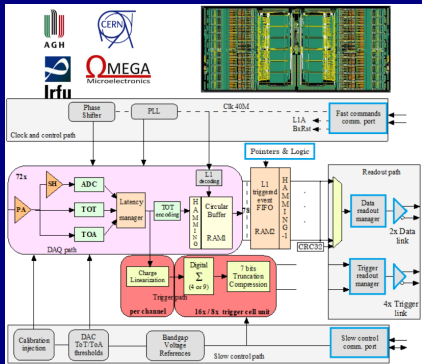 AGH
CERN
Irfu
OMEGA
Microelectronics
Phase
Shifter
PLL
Clk 40M
L1A
BxRst
Fast commands
comm. port
Clock and control path
Pointers & Logic
72x
SH
ADC
PA
TOT
TOA
Latency
manager
TOT
encoding
L1
decoding
HAMMING
Circular
Buffer
RAM1
78
L1
triggered
event
FIFO
RAM2
HAMMING-1
CRC32
DAQ path
Readout path
Data
readout
manager
2x Data
link
Trigger
readout
manager
4x Trigger
link
Charge
Linearization
Digital
Σ
(4 or 9)
7 bits
Truncation
Compression
Trigger path
per channel
16x / 8x trigger cell unit
Calibration
injection
DAC
ToT/ToA
thresholds
Bandgap
Voltage
References
Slow control path
Slow control
comm. port